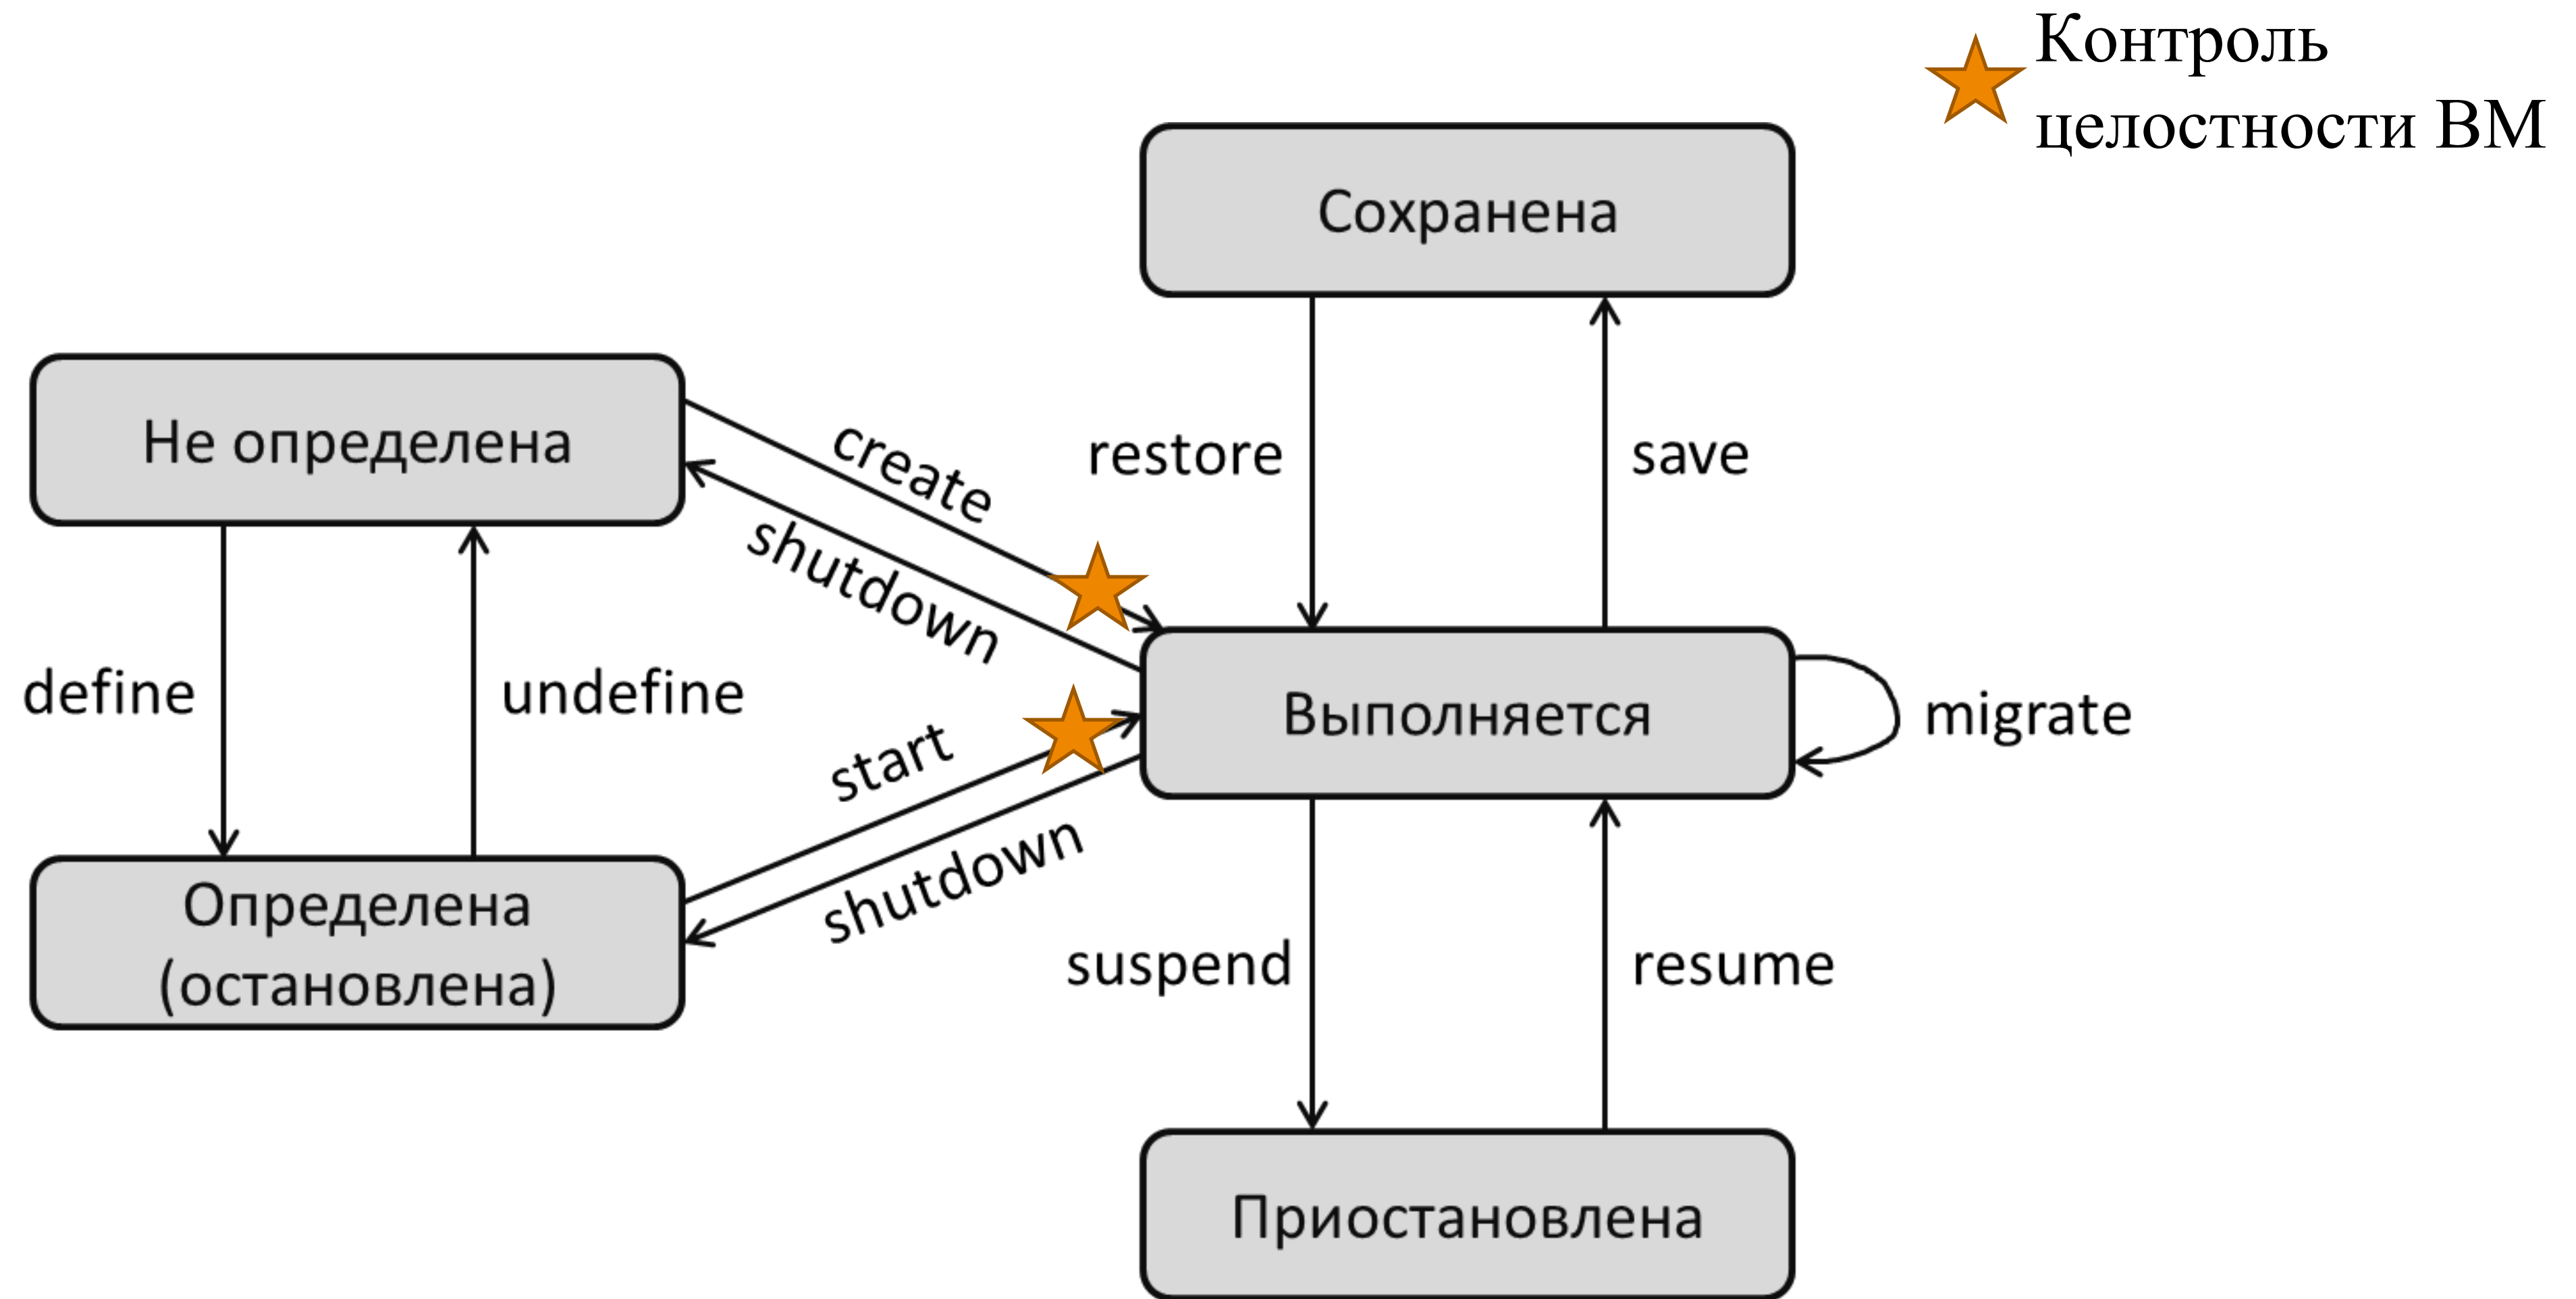 Контроль
целостности ВМ
Сохранена
Не определена
create
restore
save
shutdown
define
undefine
start
Выполняется
migrate
shutdown
Определена
(остановлена)
suspend
resume
Приостановлена